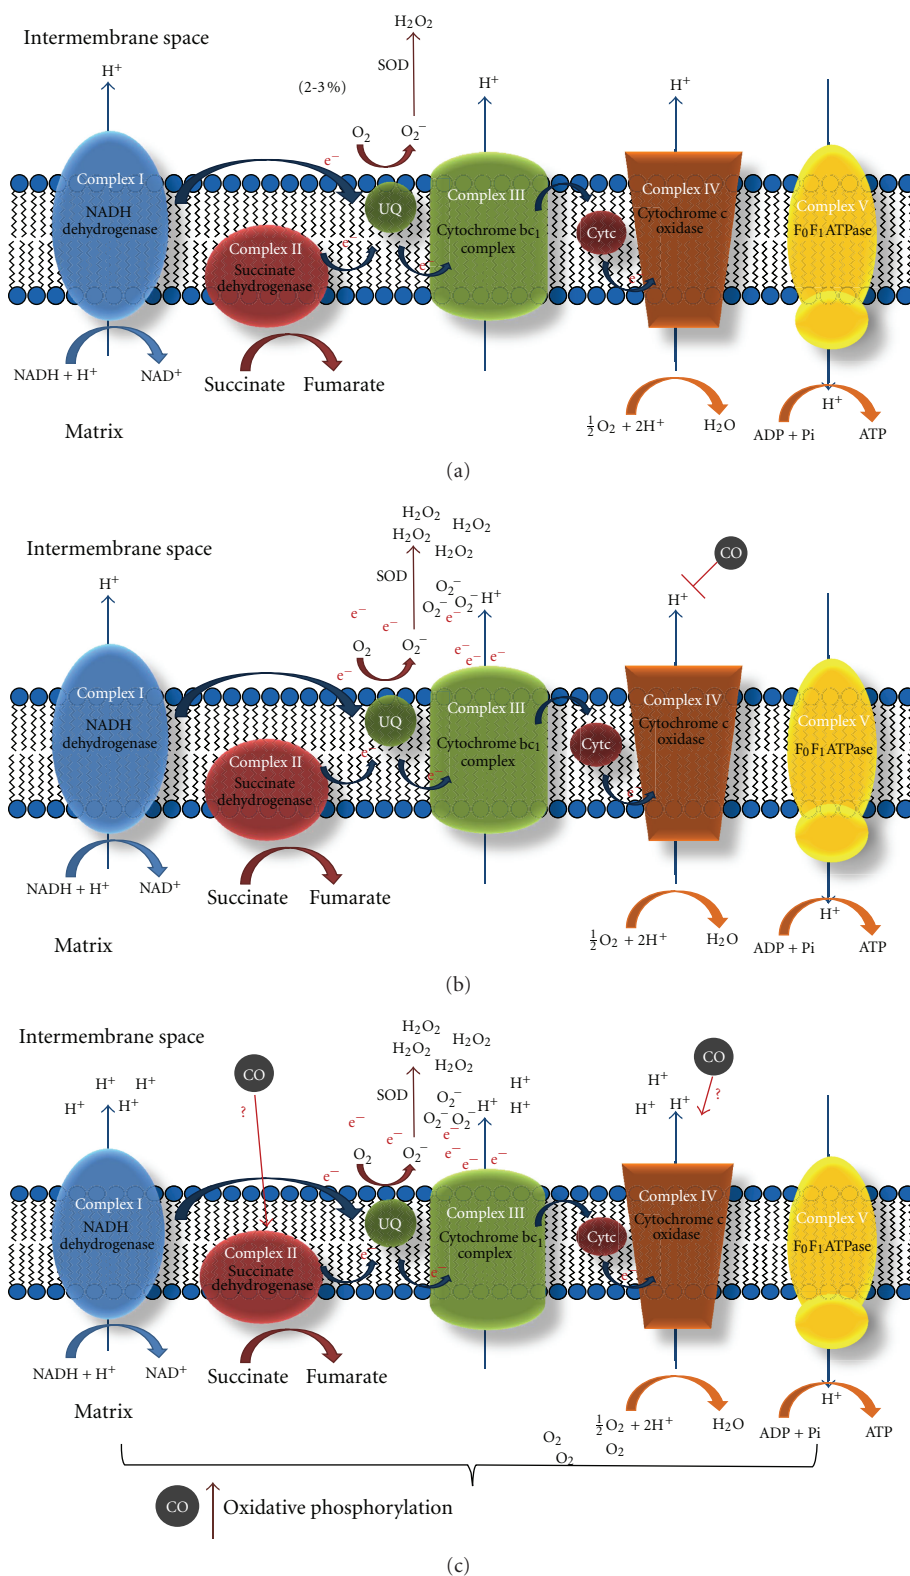 H2O2
Intermembrane space
H+
SOD
(2-3%)
H+
H+
O2
O2−
e−
Complex I
NADH
dehydrogenase
UQ
Complex III
Cytochrome bc1
complex
Complex IV
Cytochrome c
oxidase
Complex V
F0F1 ATPase
Cytc
Complex II
Succinate
dehydrogenase
e−
e−
e−
NADH + H+
NAD+
Succinate
Fumarate
H+
Matrix
1/2 O2 + 2H+
H2O
ADP + Pi
ATP
(a)
H2O2
H2O2
H2O2
H2O2
Intermembrane space
CO
H+
SOD
O2−
O2−
O2−
H+
H+
e−
e−
e−
O2
O2−
e−
e−
e−
e−
Complex I
NADH
dehydrogenase
UQ
Complex III
Cytochrome bc1
complex
Complex IV
Cytochrome c
oxidase
Complex V
F0F1 ATPase
Cytc
Complex II
Succinate
dehydrogenase
e−
e−
e
NADH + H+
NAD+
Succinate
Fumarate
H+
Matrix
1/2 O2 + 2H+
H2O
ADP + Pi
ATP
(b)
H2O2
Intermembrane space
H2O2
H2O2
H2O2
CO
CO
H+
H+
H+
H+
SOD
O2−
O2−
O2−
H+
H+
H+
H+
H+
H+
?
?
e−
e−
e−
O2
O2−
e−
e−
e−
e−
Complex I
NADH
dehydrogenase
UQ
Complex III
Cytochrome bc1
complex
Complex IV
Cytochrome c
oxidase
Complex V
F0F1 ATPase
Cytc
Complex II
Succinate
dehydrogenase
e−
e−
e−
NADH + H+
NAD+
Succinate
Fumarate
H+
Matrix
1/2 O2 + 2H+
H2O
ADP + Pi
ATP
O2
O2
O2
CO
Oxidative phosphorylation
(c)